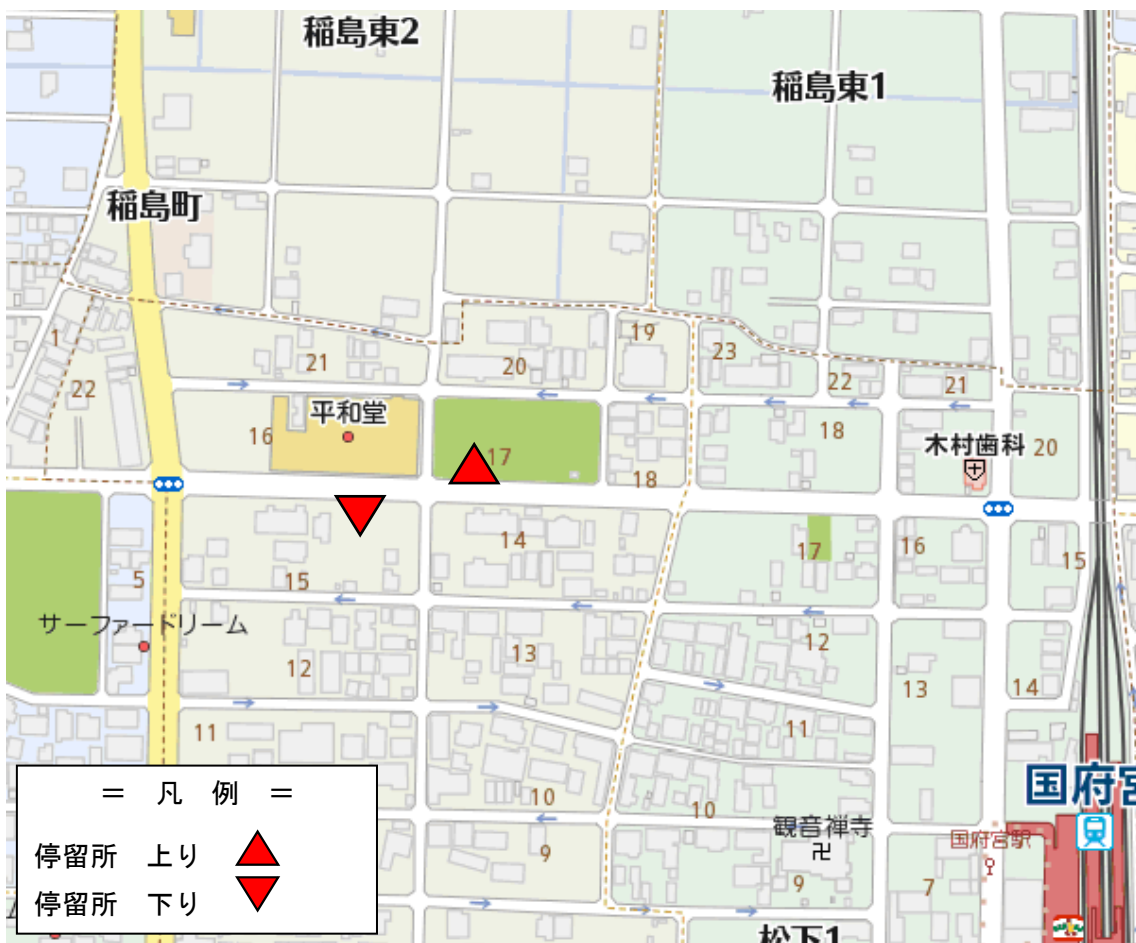 稲島東2
稲島東1
稲島町
1
22
21
20
19
23
22
21
平和堂
16
17
18
18
木村歯科
20
5
15
14
17
16
15
サーファードリーム
12
13
12
13
14
11
11
10
10
国府宮
観音禅寺
国府宮駅
9
9
7
松下1
= 凡 例 =
停留所 上り
停留所 下り